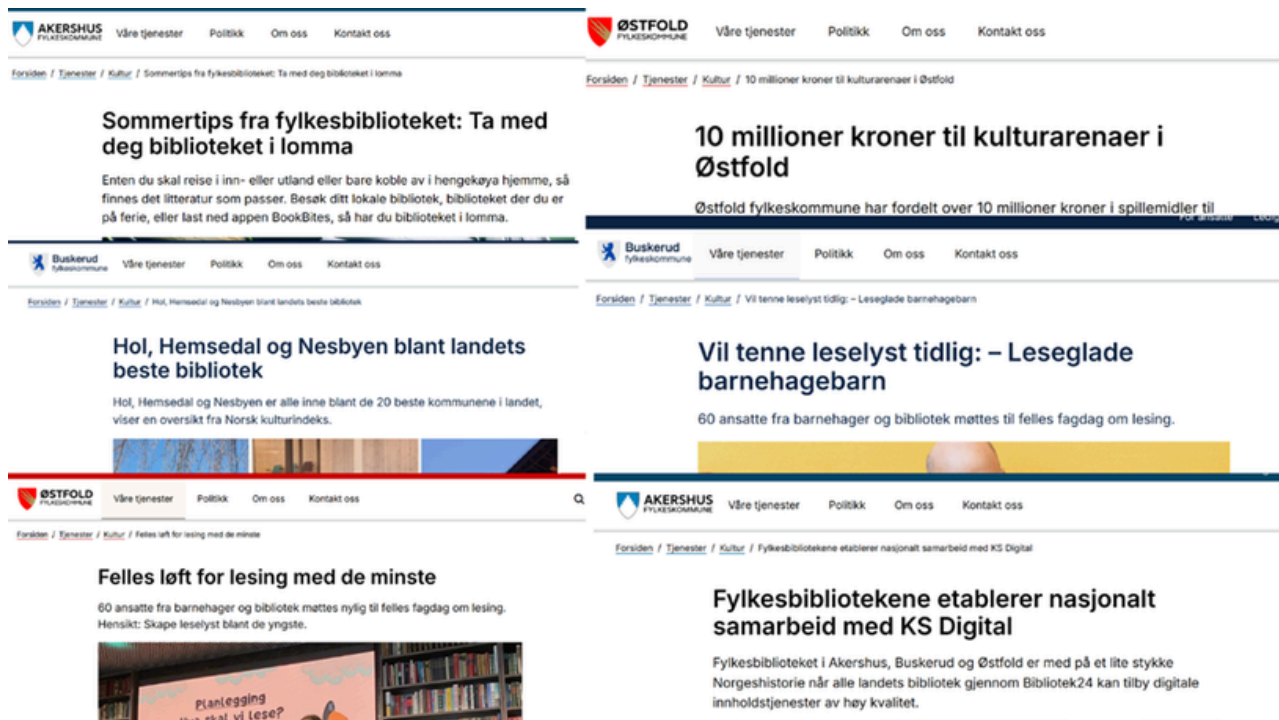 AKERSHUS
FYLKESKOMMUNE
Våre tjenester Politikk Om oss Kontakt oss
Forsiden / Tjenester / Kultur / Sommertips fra fylkesbiblioteket: Ta med deg biblioteket i lomma
Sommertips fra fylkesbiblioteket: Ta med
deg biblioteket i lomma
Enten du skal reise i inn- eller utland eller bare koble av i hengekøya hjemme, så
finnes det litteratur som passer. Besøk ditt lokale bibliotek, biblioteket der du er
på ferie, eller last ned appen BookBites, så har du biblioteket i lomma.
ØSTFOLD
FYLKESKOMMUNE
Våre tjenester Politikk Om oss Kontakt oss
Forsiden / Tjenester / Kultur / 10 millioner kroner til kulturarenaer i Østfold
10 millioner kroner til kulturarenaer i
Østfold
Østfold fylkeskommune har fordelt over 10 millioner kroner i spillemidler til
Buskerud
fylkeskommune
Våre tjenester Politikk Om oss Kontakt oss
Forsiden / Tjenester / Kultur / Hol, Hemsedal og Nesbyen blant landets beste bibliotek
Hol, Hemsedal og Nesbyen blant landets
beste bibliotek
Hol, Hemsedal og Nesbyen er alle inne blant de 20 beste kommunene i landet,
viser en oversikt fra Norsk kulturindeks.
For ansatte
Buskerud
fylkeskommune
Våre tjenester Politikk Om oss Kontakt oss
Forsiden / Tjenester / Kultur / Vil tenne leselyst tidlig: – Leseglade barnehagebarn
Vil tenne leselyst tidlig: – Leseglade
barnehagebarn
60 ansatte fra barnehager og bibliotek møttes til felles fagdag om lesing.
ØSTFOLD
FYLKESKOMMUNE
Våre tjenester Politikk Om oss Kontakt oss
Forsiden / Tjenester / Kultur / Felles løft for lesing med de minste
Felles løft for lesing med de minste
60 ansatte fra barnehager og bibliotek møttes nylig til felles fagdag om lesing.
Hensikt: Skape leselyst blant de yngste.
Planlegging
skal vi lese?
AKERSHUS
FYLKESKOMMUNE
Våre tjenester Politikk Om oss Kontakt oss
Forsiden / Tjenester / Kultur / Fylkesbibliotekene etablerer nasjonalt samarbeid med KS Digital
Fylkesbibliotekene etablerer nasjonalt
samarbeid med KS Digital
Fylkesbiblioteket i Akershus, Buskerud og Østfold er med på et lite stykke
Norgeshistorie når alle landets bibliotek gjennom Bibliotek24 kan tilby digitale
innholdstjenester av høy kvalitet.